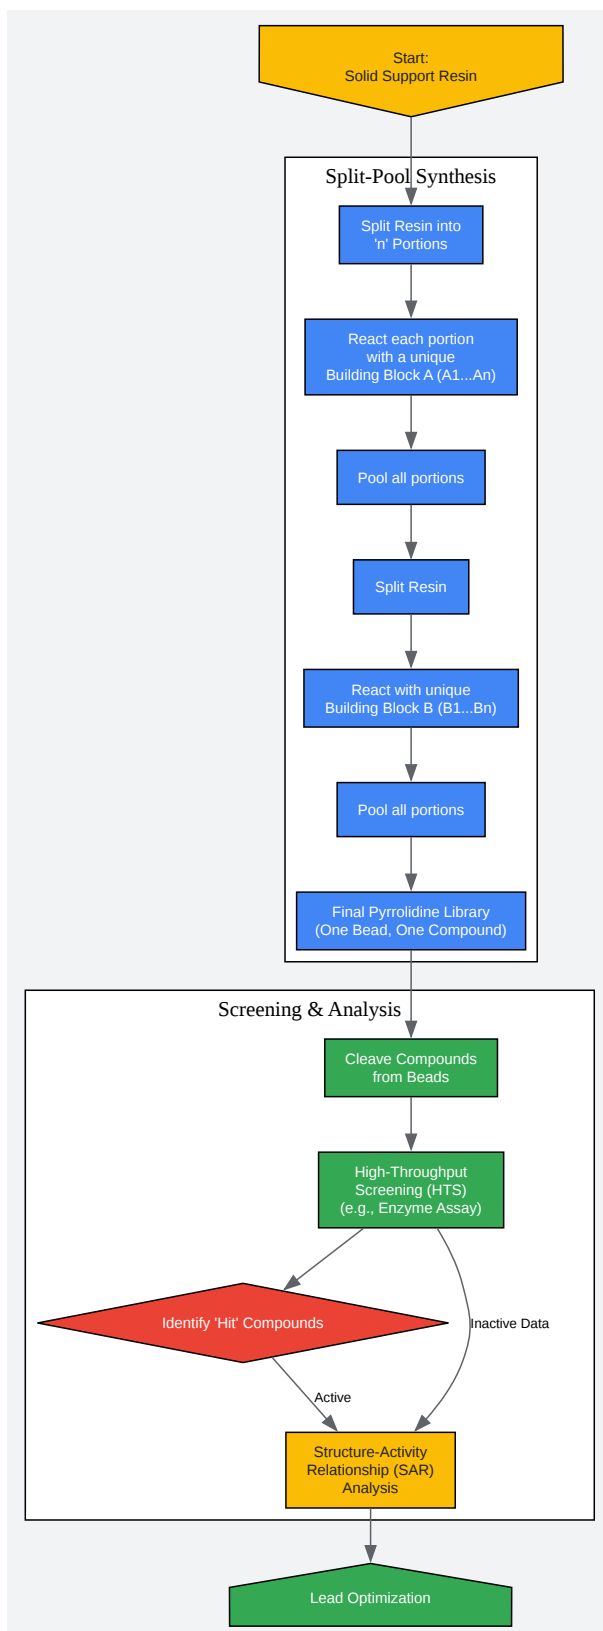 Start:
Solid Support Resin
Split-Pool Synthesis
Split Resin into
'n' Portions
React each portion
with a unique
Building Block A (A1...An)
Pool all portions
Split Resin
React with unique
Building Block B (B1...Bn)
Pool all portions
Final Pyrrolidine Library
(One Bead, One Compound)
Screening & Analysis
Cleave Compounds
from Beads
High-Throughput
Screening (HTS)
(e.g., Enzyme Assay)
Identify 'Hit' Compounds
Inactive Data
Active
Structure-Activity
Relationship (SAR)
Analysis
Lead Optimization